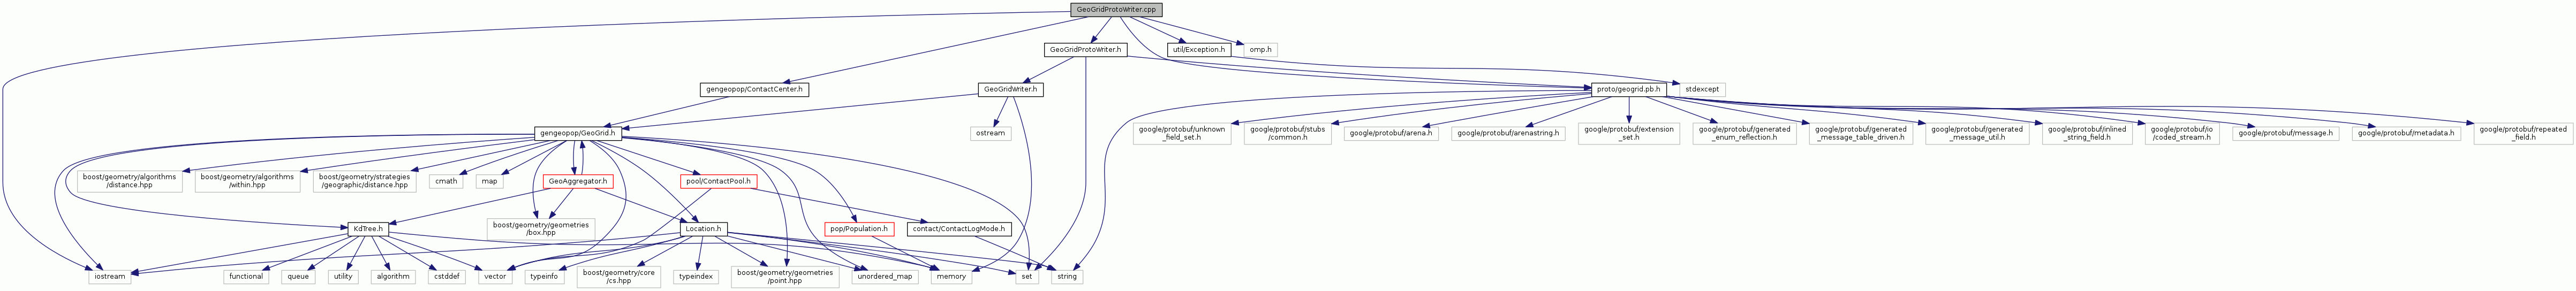 GeoGridProtoWriter.cpp
GeoGridProtoWriter.h
util/Exception.h
omp.h
gengeopop/ContactCenter.h
GeoGridWriter.h
proto/geogrid.pb.h
stdexcept
gengeopop/GeoGrid.h
ostream
google/protobuf/unknown
_field_set.h
google/protobuf/stubs
/common.h
google/protobuf/arena.h
google/protobuf/arenastring.h
google/protobuf/extension
_set.h
google/protobuf/generated
_enum_reflection.h
google/protobuf/generated
_message_table_driven.h
google/protobuf/generated
_message_util.h
google/protobuf/inlined
_string_field.h
google/protobuf/io
/coded_stream.h
google/protobuf/message.h
google/protobuf/metadata.h
google/protobuf/repeated
_field.h
boost/geometry/algorithms
/distance.hpp
boost/geometry/algorithms
/within.hpp
boost/geometry/strategies
/geographic/distance.hpp
cmath
map
GeoAggregator.h
pool/ContactPool.h
boost/geometry/geometries
/box.hpp
KdTree.h
Location.h
pop/Population.h
contact/ContactLogMode.h
iostream
functional
queue
utility
algorithm
cstddef
vector
typeinfo
boost/geometry/core
/cs.hpp
typeindex
boost/geometry/geometries
/point.hpp
unordered_map
memory
set
string